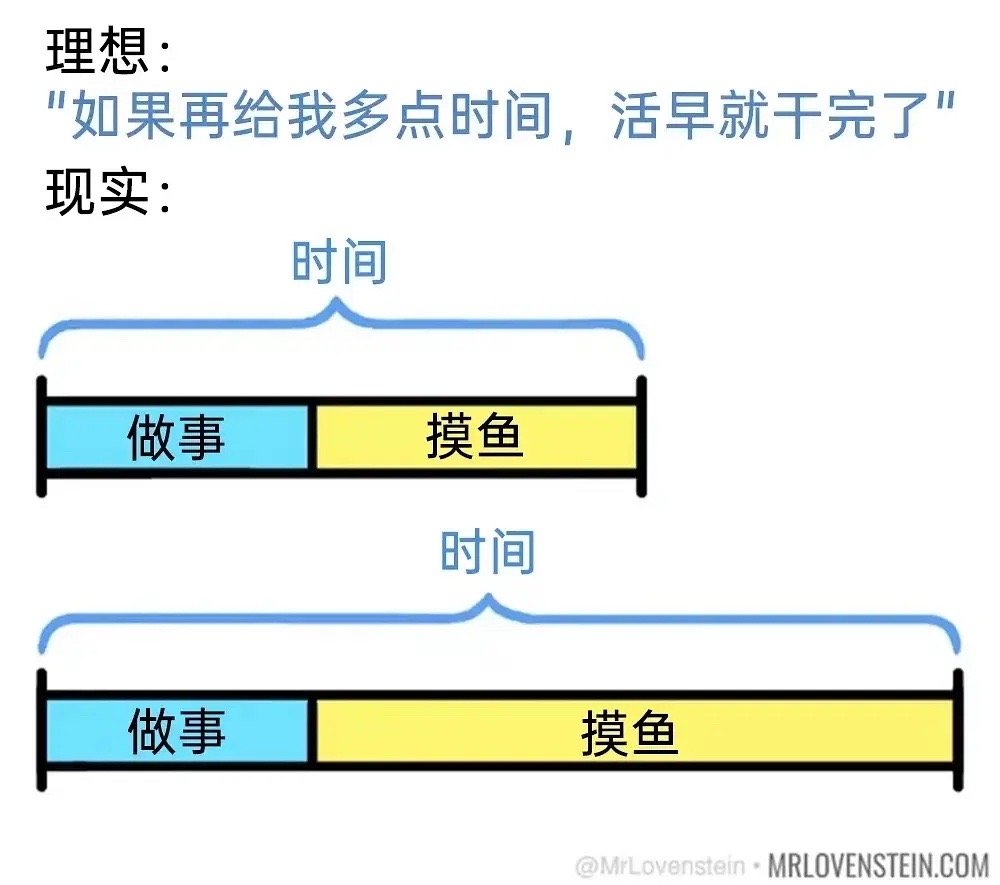 理想：
"如果再给我多点时间，活早就干完了"
现实：
时间
做事 摸鱼
时间
做事 摸鱼
@MrLovenstein • MRLOVENSTEIN.COM